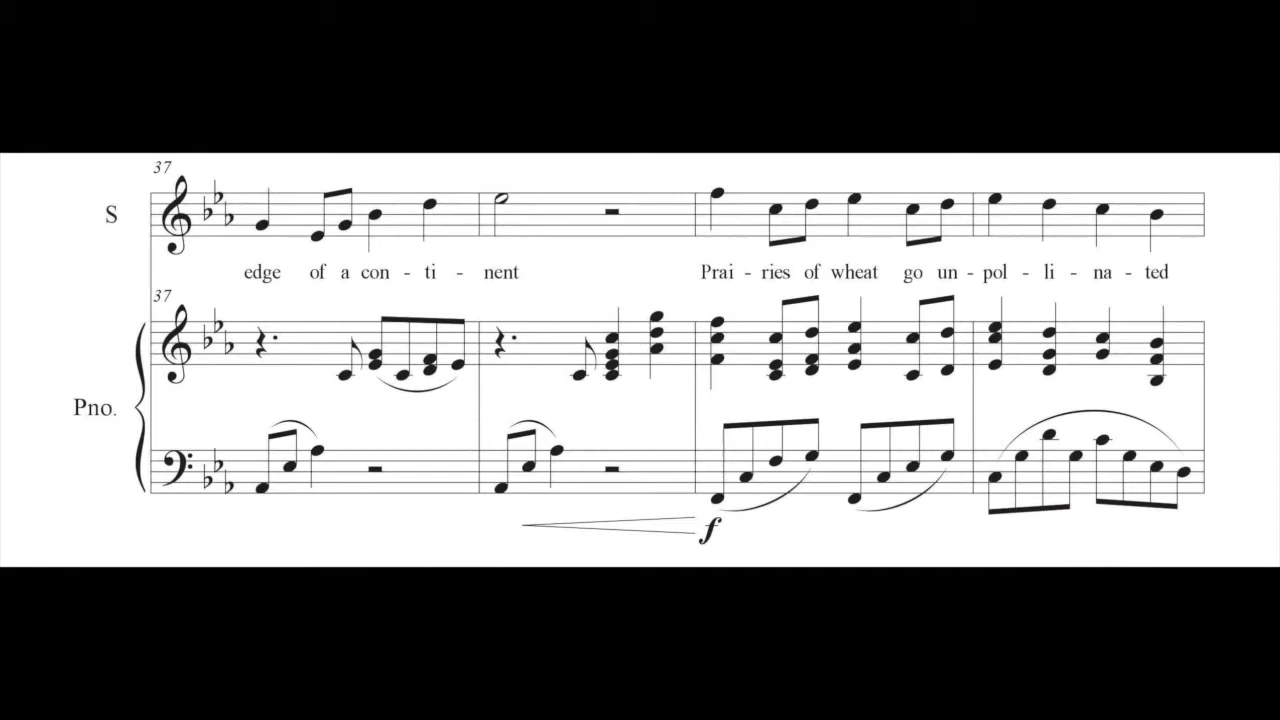 37
S
edge of a con - ti - nent Prai - ries of wheat go un - pol - li - na - ted
37
Pno.
f